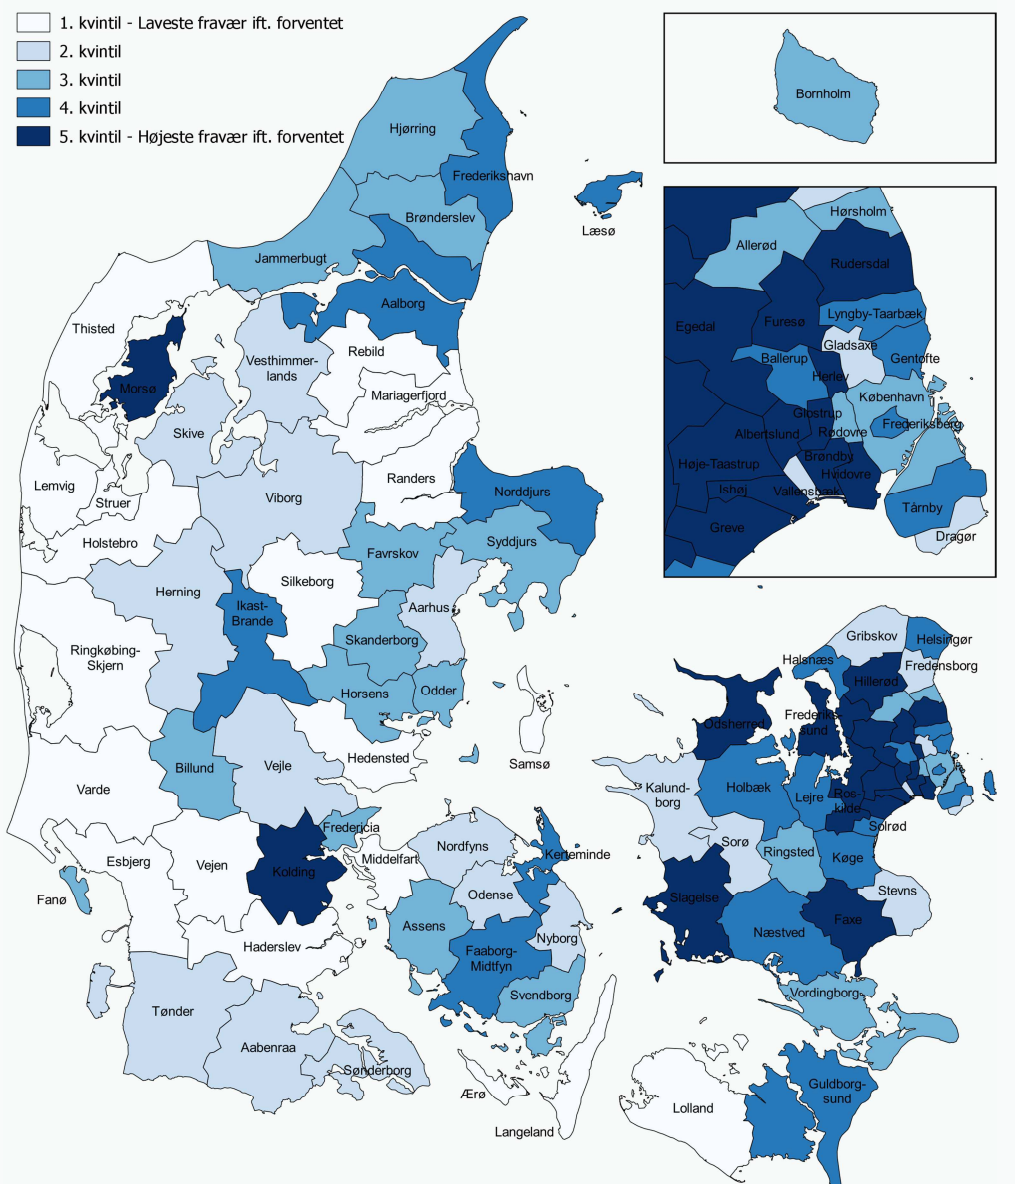 1. kvintil - Laveste fravær ift. forventet
2. kvintil
3. kvintil
4. kvintil
5. kvintil - Højeste fravær ift. forventet
Bornholm
Hjørring
Frederikshavn
Brønderslev
Læsø
Jammerbugt
Aalborg
Thisted
Rebild
Vesthimmer-
lands
Morsø
Mariagerfjord
Skive
Randers
Lemvig
Struer
Viborg
Norddjurs
Holstebro
Favrskov
Syddjurs
Silkeborg
Herning
Ikast-
Brande
Aarhus
Skanderborg
Ringkøbing-
Skjern
Horsens
Odder
Hedensted
Samsø
Billund
Vejle
Varde
Fredericia
Esbjerg
Vejen
Kolding
Middelfart
Nordfyns
Kerteminde
Fanø
Odense
Assens
Nyborg
Haderslev
Faaborg-
Midtfyn
Svendborg
Tønder
Aabenraa
Sønderborg
Ærø
Langeland
Hørsholm
Allerød
Rudersdal
Egedal
Furesø
Lyngby-Taarbæk
Gladsaxe
Ballerup
Gentofte
Herlev
København
Glostrup
Frederiksberg
Albertslund
Rødovre
Brøndby
Høje-Taastrup
Hvidovre
Ishøj
Vallensbæk
Greve
Tårnby
Dragør
Gribskov
Helsingør
Halsnæs
Fredensborg
Hillerød
Odsherred
Frederiks-
sund
Kalund-
borg
Holbæk
Lejre
Ros-
kilde
Solrød
Sorø
Ringsted
Køge
Slagelse
Stevns
Faxe
Næstved
Vordingborg
Guldborg-
sund
Lolland